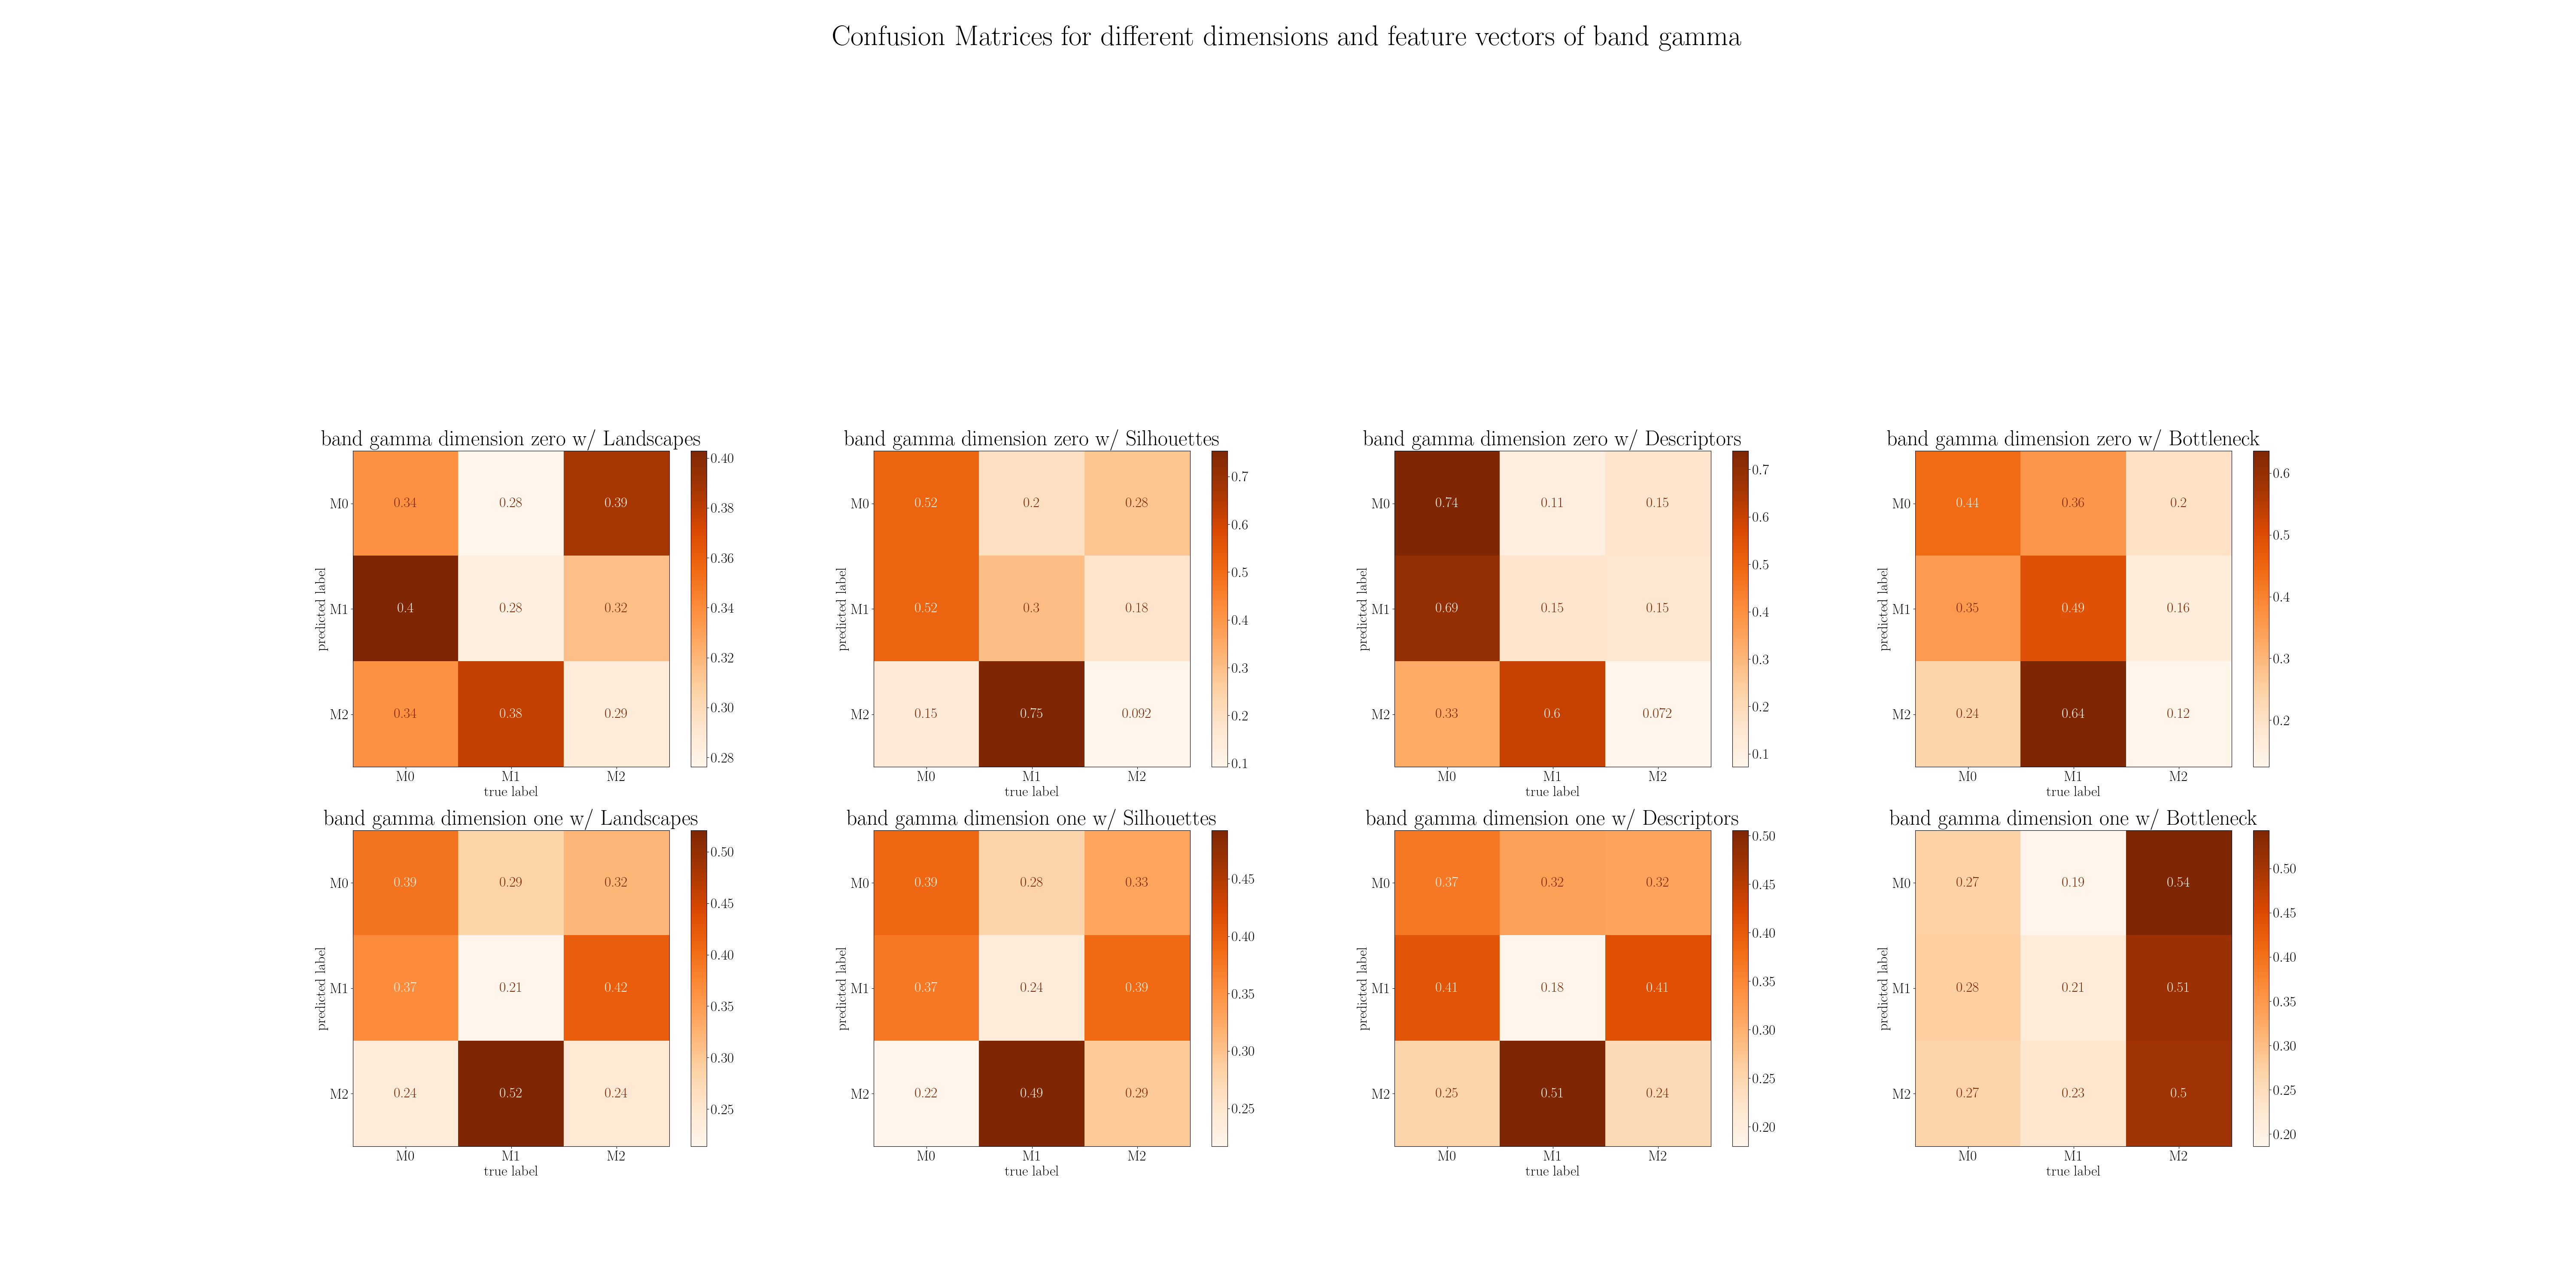 Confusion Matrices for different dimensions and feature vectors of band gamma
band gamma dimension zero w/ Landscapes
predicted label
M0 0.34 0.28 0.39
M1 0.4 0.28 0.32
M2 0.34 0.38 0.29
M0 M1 M2
true label
0.40
0.38
0.36
0.34
0.32
0.30
0.28
band gamma dimension zero w/ Silhouettes
predicted label
M0 0.52 0.2 0.28
M1 0.52 0.3 0.18
M2 0.15 0.75 0.092
M0 M1 M2
true label
0.7
0.6
0.5
0.4
0.3
0.2
0.1
band gamma dimension zero w/ Descriptors
predicted label
M0 0.74 0.11 0.15
M1 0.69 0.15 0.15
M2 0.33 0.6 0.072
M0 M1 M2
true label
0.7
0.6
0.5
0.4
0.3
0.2
0.1
band gamma dimension zero w/ Bottleneck
predicted label
M0 0.44 0.36 0.2
M1 0.35 0.49 0.16
M2 0.24 0.64 0.12
M0 M1 M2
true label
0.6
0.5
0.4
0.3
0.2
band gamma dimension one w/ Landscapes
predicted label
M0 0.39 0.29 0.32
M1 0.37 0.21 0.42
M2 0.24 0.52 0.24
M0 M1 M2
true label
0.50
0.45
0.40
0.35
0.30
0.25
band gamma dimension one w/ Silhouettes
predicted label
M0 0.39 0.28 0.33
M1 0.37 0.24 0.39
M2 0.22 0.49 0.29
M0 M1 M2
true label
0.45
0.40
0.35
0.30
0.25
band gamma dimension one w/ Descriptors
predicted label
M0 0.37 0.32 0.32
M1 0.41 0.18 0.41
M2 0.25 0.51 0.24
M0 M1 M2
true label
0.50
0.45
0.40
0.35
0.30
0.25
0.20
band gamma dimension one w/ Bottleneck
predicted label
M0 0.27 0.19 0.54
M1 0.28 0.21 0.51
M2 0.27 0.23 0.5
M0 M1 M2
true label
0.50
0.45
0.40
0.35
0.30
0.25
0.20